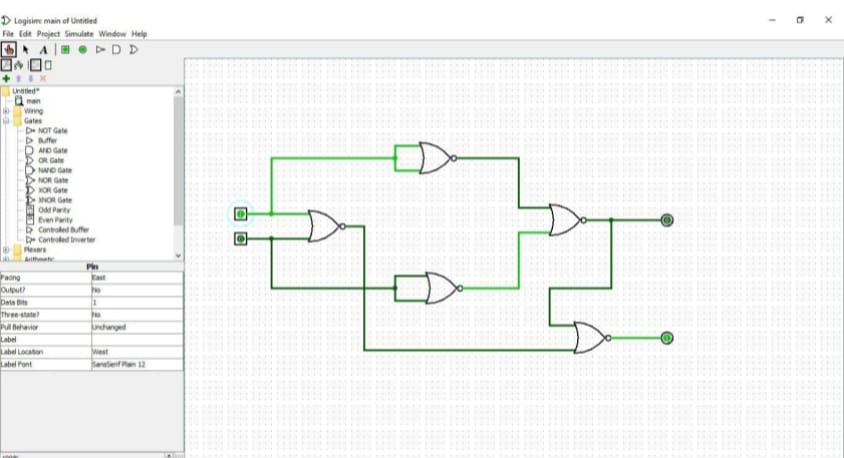 Logisim: main of Untitled
File Edit Project Simulate Window Help
A
Untitled*
main
Wiring
Gates
NOT Gate
Buffer
AND Gate
OR Gate
NAND Gate
NOR Gate
XOR Gate
XNOR Gate
Odd Parity
Even Parity
Controlled Buffer
Controlled Inverter
Plexers
Arithmetic
Pin
Facing East
Output? No
Data Bits 1
Three-state? No
Pull Behavior Unchanged
Label
Label Location West
Label Font SansSerif Plain 12